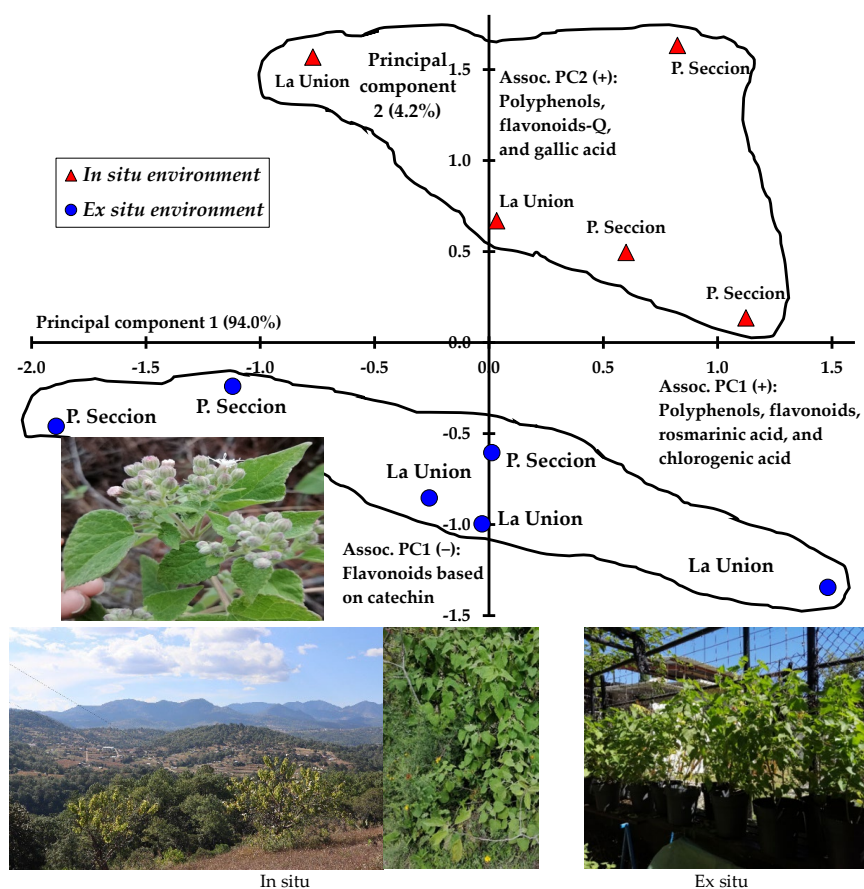 1.5
La Union
Principal
component
2 (4.2%)
Assoc. PC2 (+):
Polyphenols,
flavonoids-Q,
and gallic acid
P. Seccion
In situ environment
Ex situ environment
1.0
La Union
P. Seccion
0.5
P. Seccion
Principal component 1 (94.0%)
0.0
-2.0 -1.5 -1.0 -0.5 0.0 0.5 1.0 1.5
P. Seccion
P. Seccion
Assoc. PC1 (+):
Polyphenols, flavonoids,
rosmarinic acid, and
chlorogenic acid
-0.5
P. Seccion
La Union
-1.0
La Union
Assoc. PC1 (–):
Flavonoids based
on catechin
La Union
-1.5
In situ
Ex situ